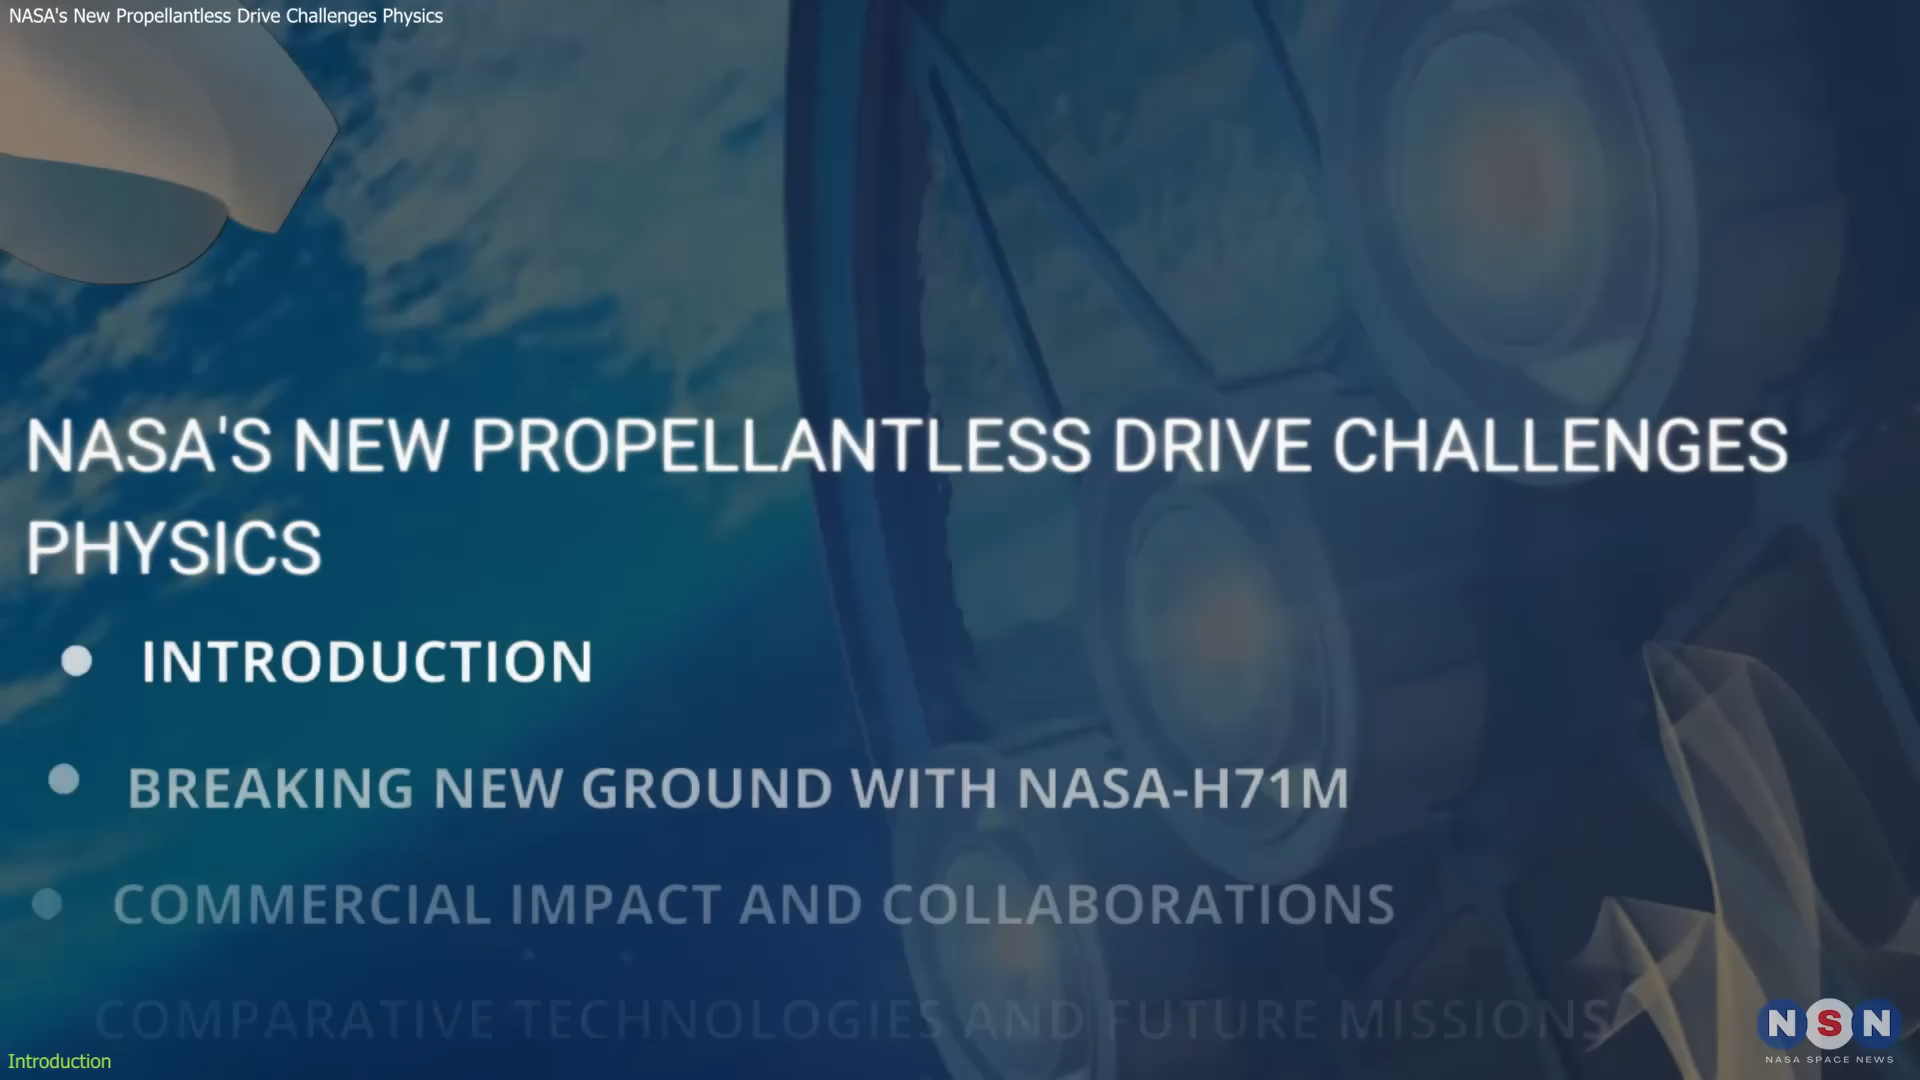 NASA's New Propellantless Drive Challenges Physics
NASA'S NEW PROPELLANTLESS DRIVE CHALLENGES
PHYSICS
INTRODUCTION
BREAKING NEW GROUND WITH NASA-H71M
COMMERCIAL IMPACT AND COLLABORATIONS
COMPARATIVE TECHNOLOGIES AND FUTURE MISSIONS
Introduction
NSN
NASA SPACE NEWS